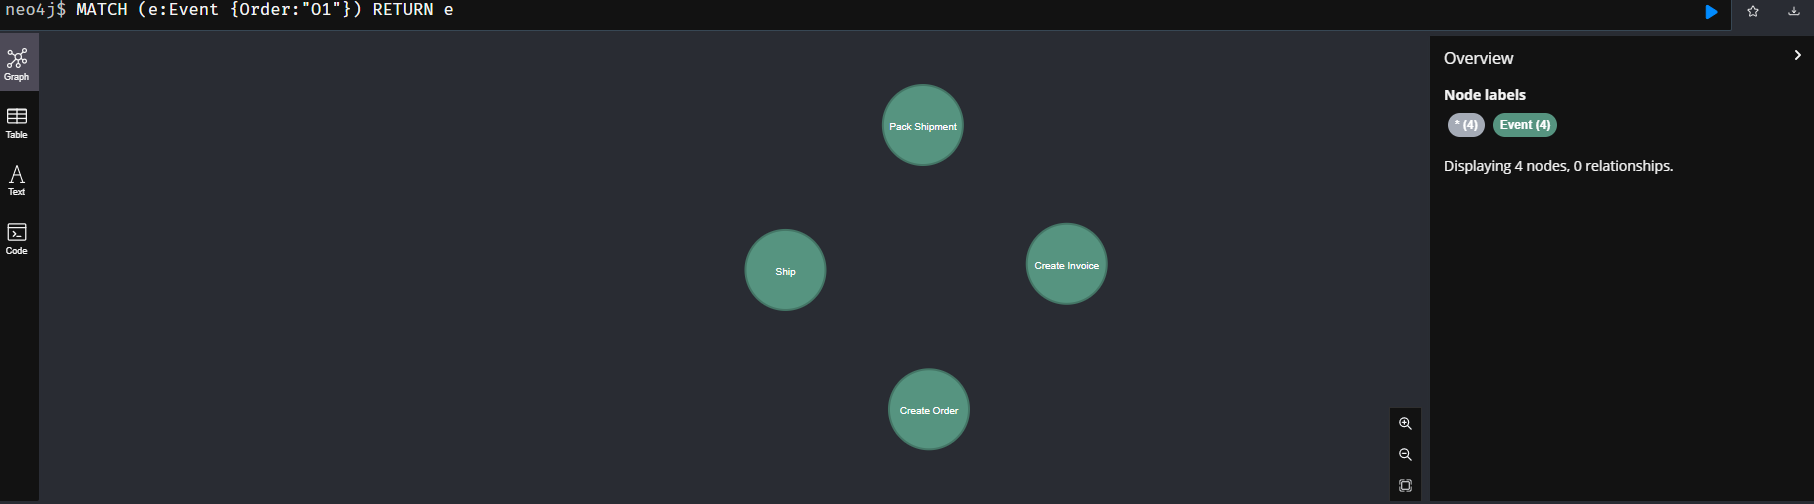 neo4j$ MATCH (e:Event {Order:"O1"}) RETURN e
Graph
Table
Text
Code
Pack Shipment
Ship
Create Invoice
Create Order
Overview
Node labels
* (4) Event (4)
Displaying 4 nodes, 0 relationships.